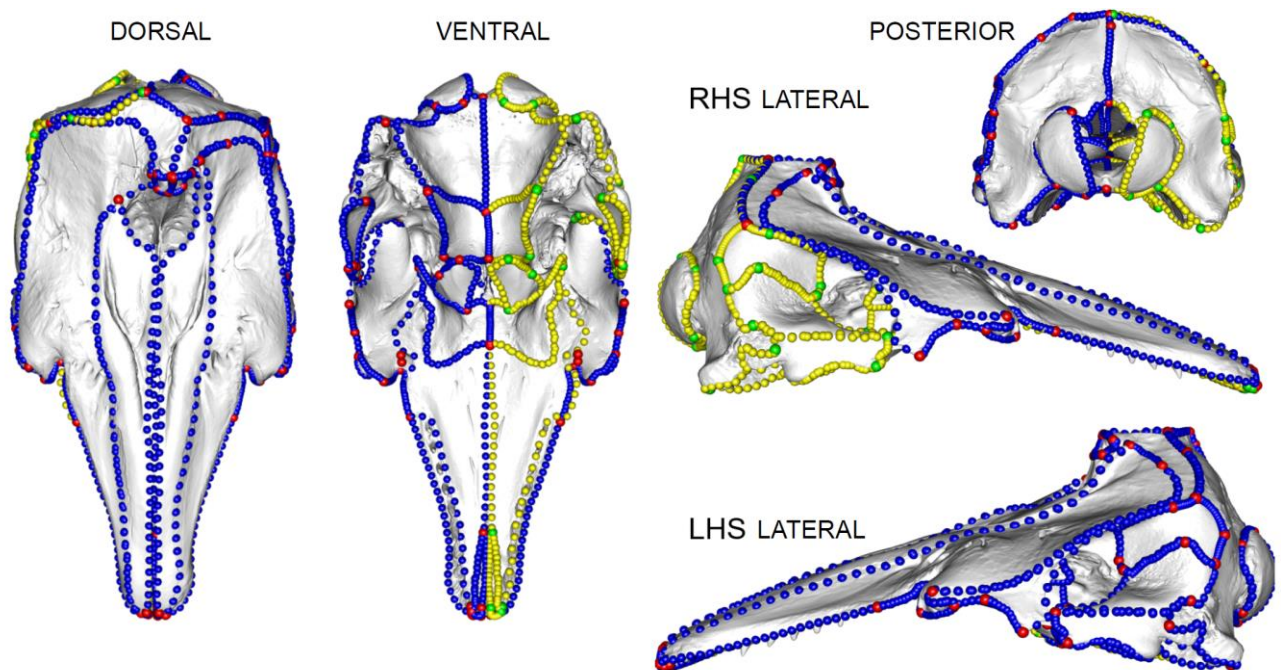 DORSAL
VENTRAL
POSTERIOR
RHS LATERAL
LHS LATERAL